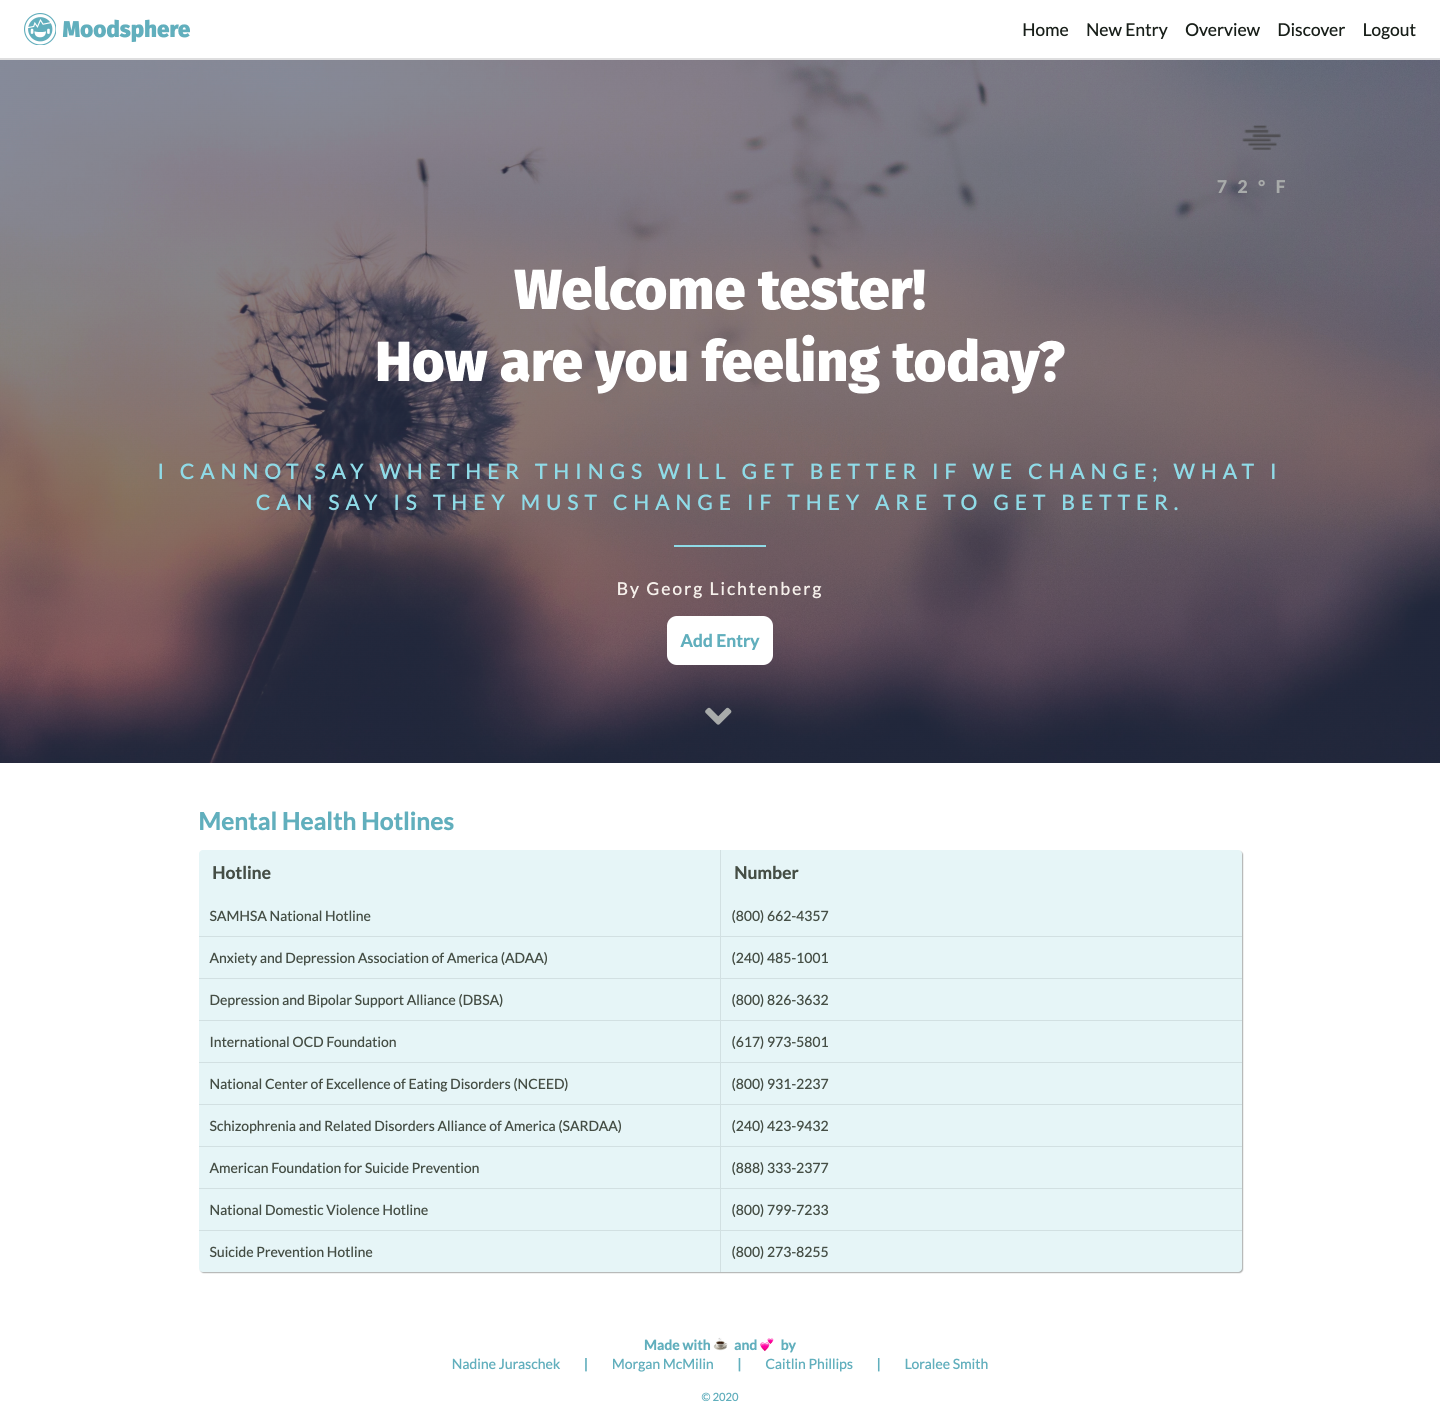 Moodsphere
Home New Entry Overview Discover Logout
72°F
Welcome tester!
How are you feeling today?
I CANNOT SAY WHETHER THINGS WILL GET BETTER IF WE CHANGE; WHAT I
CAN SAY IS THEY MUST CHANGE IF THEY ARE TO GET BETTER.
By Georg Lichtenberg
Add Entry
Mental Health Hotlines
Hotline Number
SAMHSA National Hotline (800) 662-4357
Anxiety and Depression Association of America (ADAA) (240) 485-1001
Depression and Bipolar Support Alliance (DBSA) (800) 826-3632
International OCD Foundation (617) 973-5801
National Center of Excellence of Eating Disorders (NCEED) (800) 931-2237
Schizophrenia and Related Disorders Alliance of America (SARDAA) (240) 423-9432
American Foundation for Suicide Prevention (888) 333-2377
National Domestic Violence Hotline (800) 799-7233
Suicide Prevention Hotline (800) 273-8255
Made with ☕ and 💕 by
Nadine Juraschek | Morgan McMilin | Caitlin Phillips | Loralee Smith
© 2020